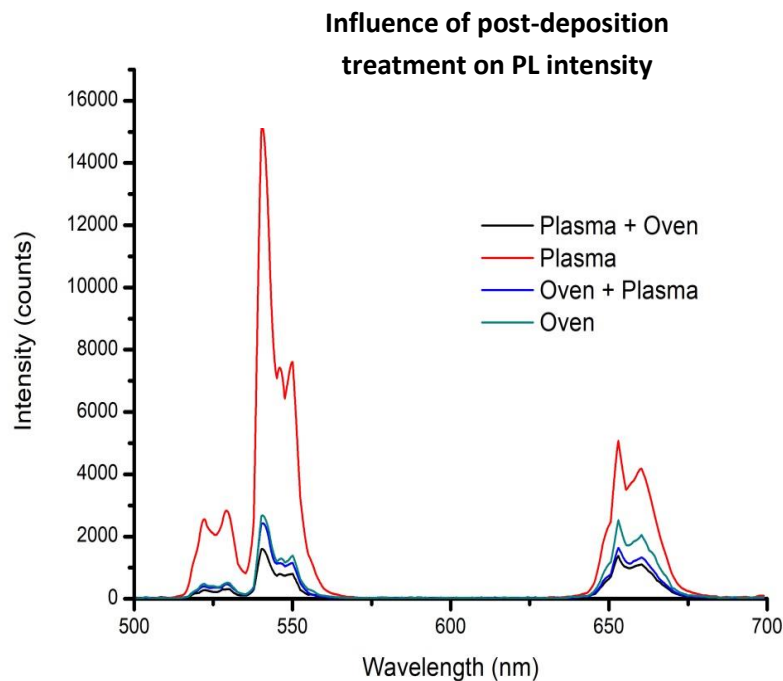 Influence of post-deposition
treatment on PL intensity
16000
14000
12000
10000
8000
6000
4000
2000
0
Intensity (counts)
Plasma + Oven
Plasma
Oven + Plasma
Oven
500
550
600
650
700
Wavelength (nm)